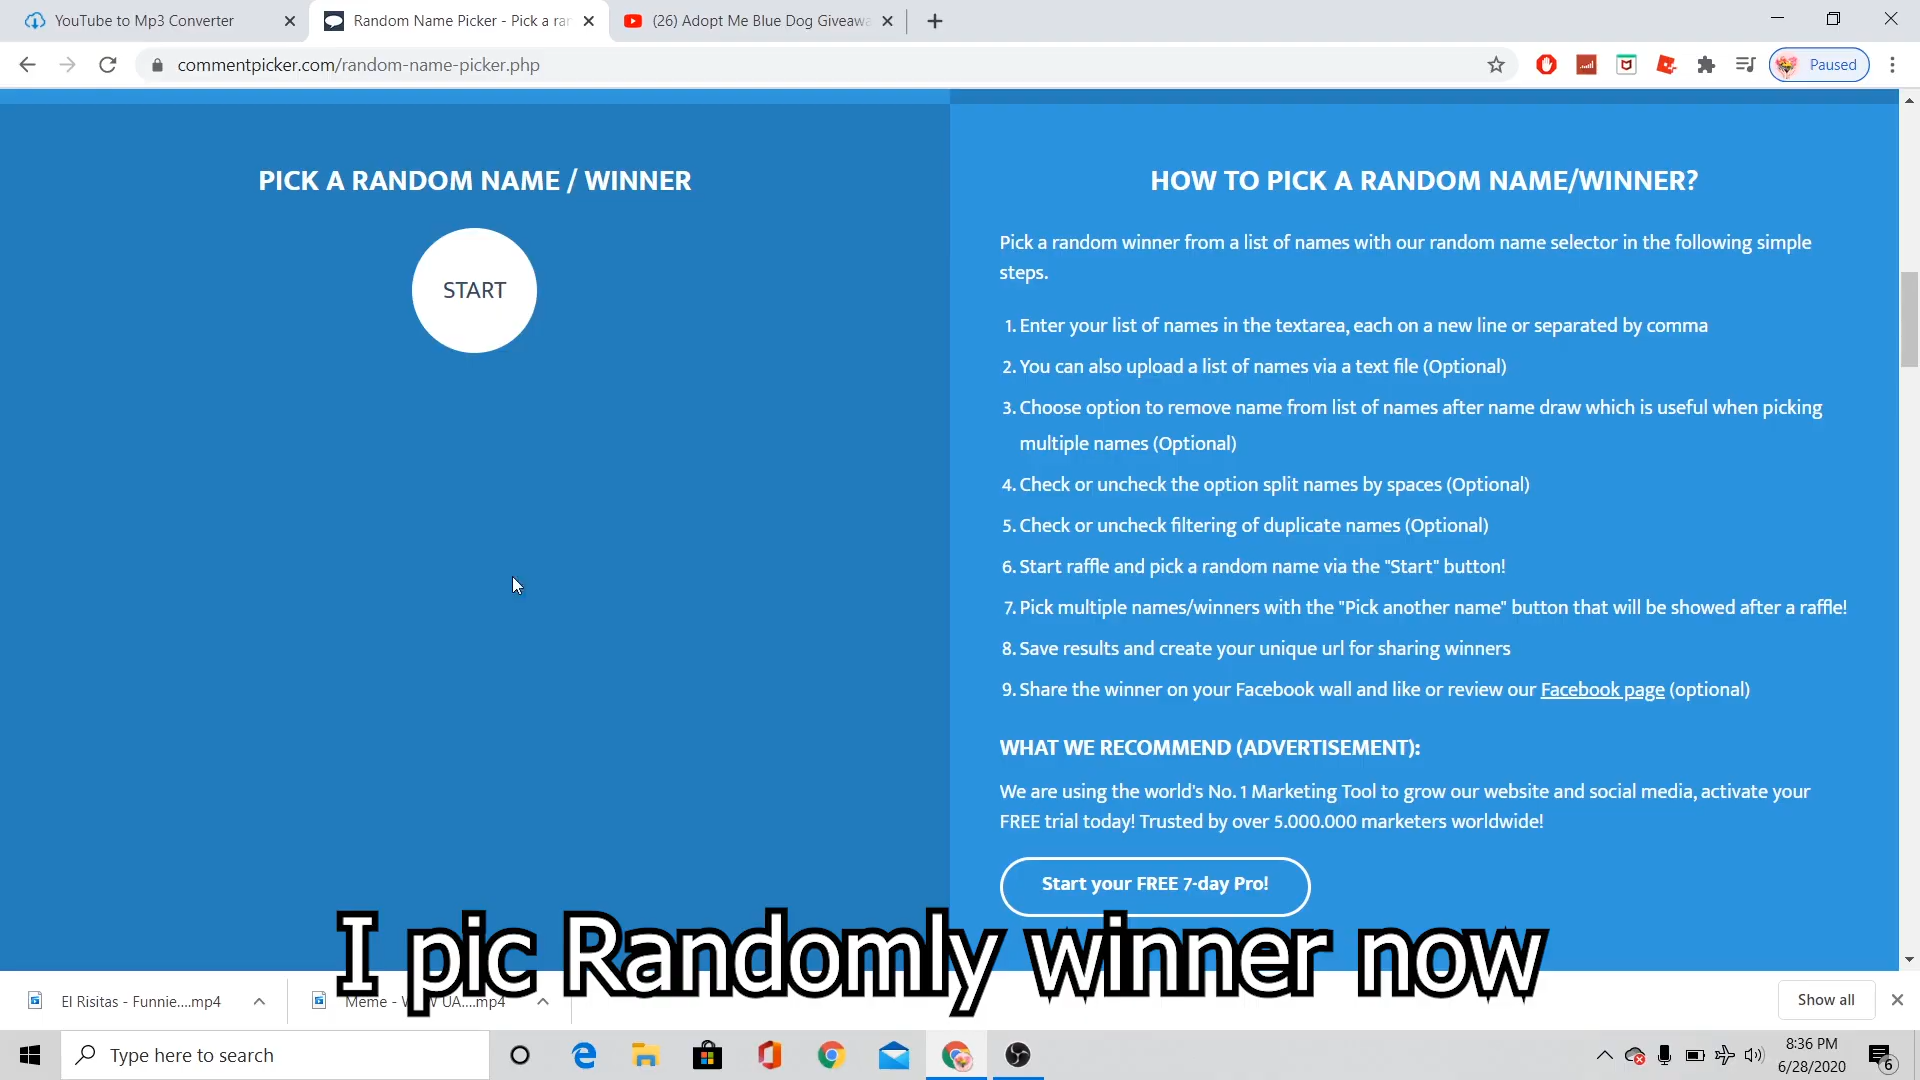 YouTube to Mp3 Converter
Random Name Picker - Pick a ran
(26) Adopt Me Blue Dog Giveawa
commentpicker.com/random-name-picker.php
Paused
PICK A RANDOM NAME / WINNER
START
HOW TO PICK A RANDOM NAME/WINNER?
Pick a random winner from a list of names with our random name selector in the following simple
steps.
1. Enter your list of names in the textarea, each on a new line or separated by comma
2. You can also upload a list of names via a text file (Optional)
3. Choose option to remove name from list of names after name draw which is useful when picking
multiple names (Optional)
4. Check or uncheck the option split names by spaces (Optional)
5. Check or uncheck filtering of duplicate names (Optional)
6. Start raffle and pick a random name via the "Start" button!
7. Pick multiple names/winners with the "Pick another name" button that will be showed after a raffle!
8. Save results and create your unique url for sharing winners
9. Share the winner on your Facebook wall and like or review our Facebook page (optional)
WHAT WE RECOMMEND (ADVERTISEMENT):
We are using the world's No. 1 Marketing Tool to grow our website and social media, activate your
FREE trial today! Trusted by over 5.000.000 marketers worldwide!
Start your FREE 7-day Pro!
I pic Randomly winner now
El Risitas - Funnie....mp4
Meme - UA....mp4
Show all
Type here to search
8:36 PM
6/28/2020
6